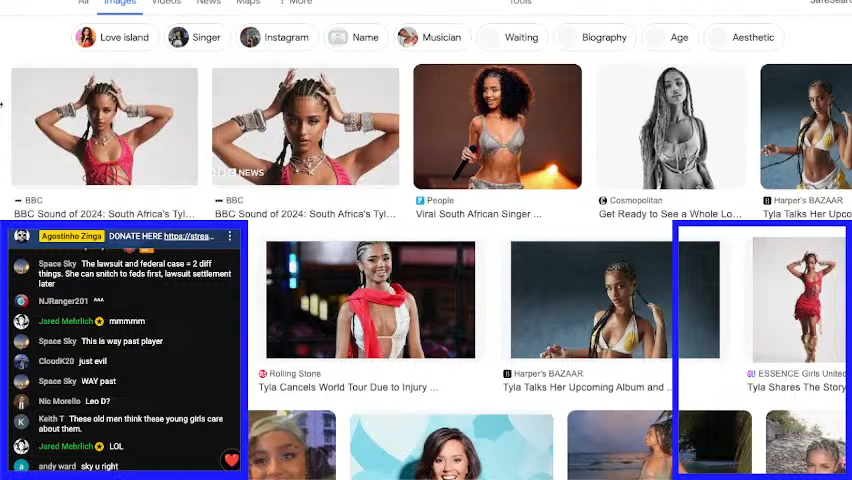 All
Images
Videos
News
Maps
More
Tools
SafeSear
Love island
Singer
Instagram
Name
Musician
Waiting
Biography
Age
Aesthetic
BBC NEWS
BBC
BBC
People
Cosmopolitan
Harper's BAZAAR
BBC Sound of 2024: South Africa's Tyl...
BBC Sound of 2024: South Africa's Tyl...
Viral South African Singer ...
Get Ready to See a Whole Lo...
Tyla Talks Her Upco
Agostinho Zinga DONATE HERE https://strea...
Space Sky The lawsuit and federal case = 2 diff
things. She can snitch to feds first, lawsuit settlement
later
NJRanger201 ^^^
Jared Mehrlich mmmmm
Space Sky This is way past player
CloudK20 just evil
Space Sky WAY past
Nic Morello Leo D?
Keith T These old men think these young girls care
about them.
Jared Mehrlich LOL
andy ward sky u right
Rolling Stone
Harper's BAZAAR
ESSENCE Girls United
Tyla Cancels World Tour Due to Injury ...
Tyla Talks Her Upcoming Album and ...
Tyla Shares The Story